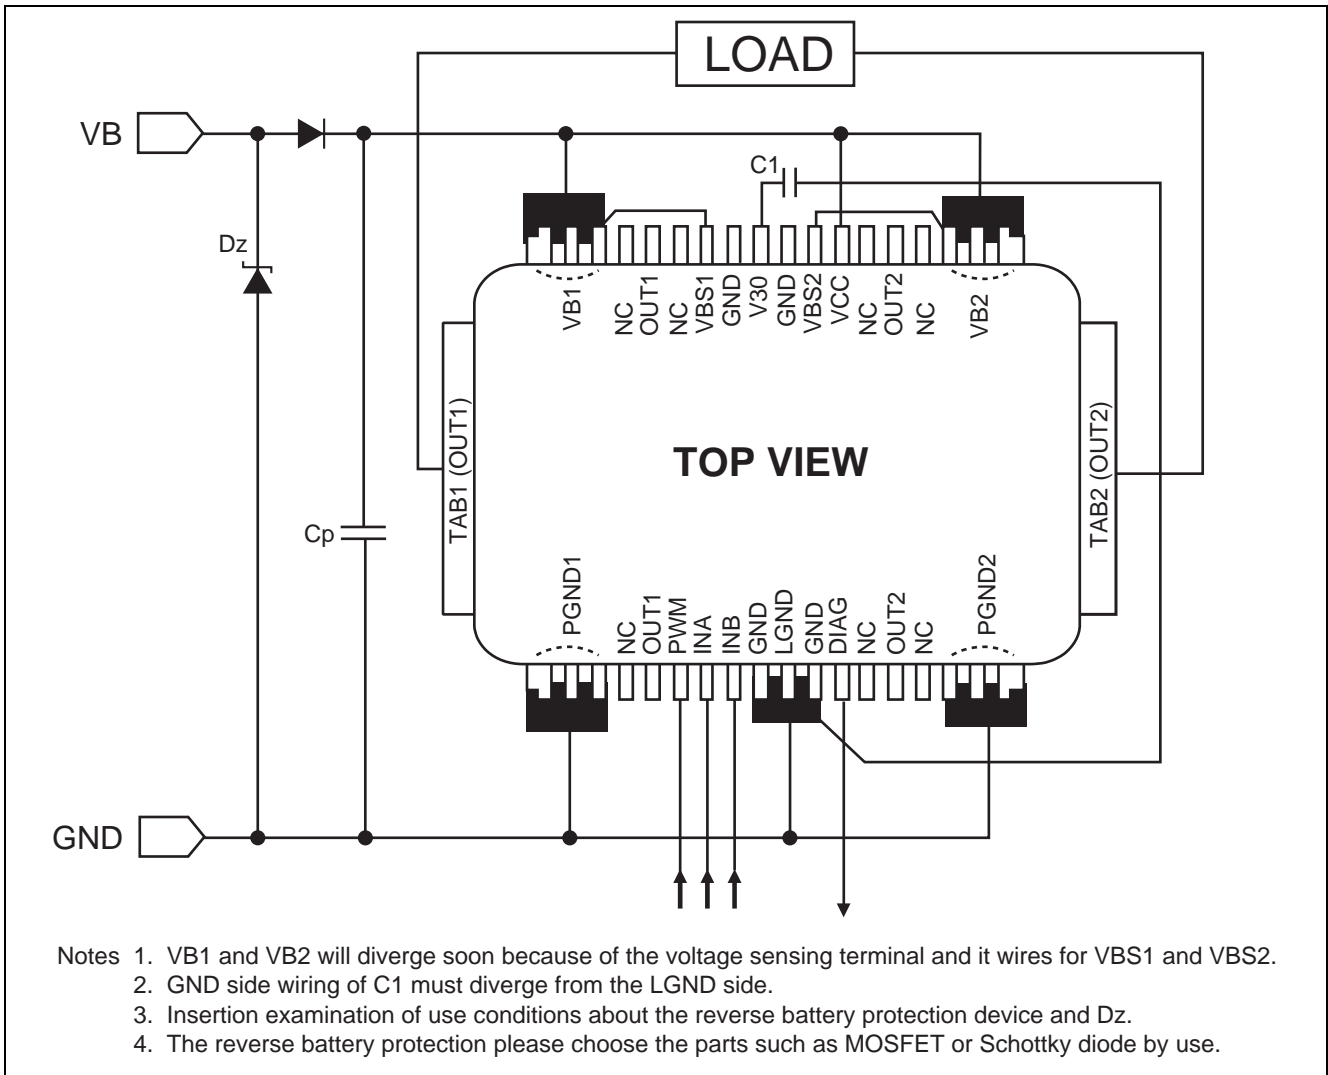 LOAD
VB
C1
Dz
VB1
NC
OUT1
NC
VBS1
GND
V30
GND
VBS2
VCC
NC
OUT2
NC
VB2
TAB1 (OUT1)
TOP VIEW
TAB2 (OUT2)
Cp
PGND1
NC
OUT1
PWM
INA
INB
GND
LGND
GND
DIAG
NC
OUT2
NC
PGND2
GND
Notes 1. VB1 and VB2 will diverge soon because of the voltage sensing terminal and it wires for VBS1 and VBS2.
2. GND side wiring of C1 must diverge from the LGND side.
3. Insertion examination of use conditions about the reverse battery protection device and Dz.
4. The reverse battery protection please choose the parts such as MOSFET or Schottky diode by use.